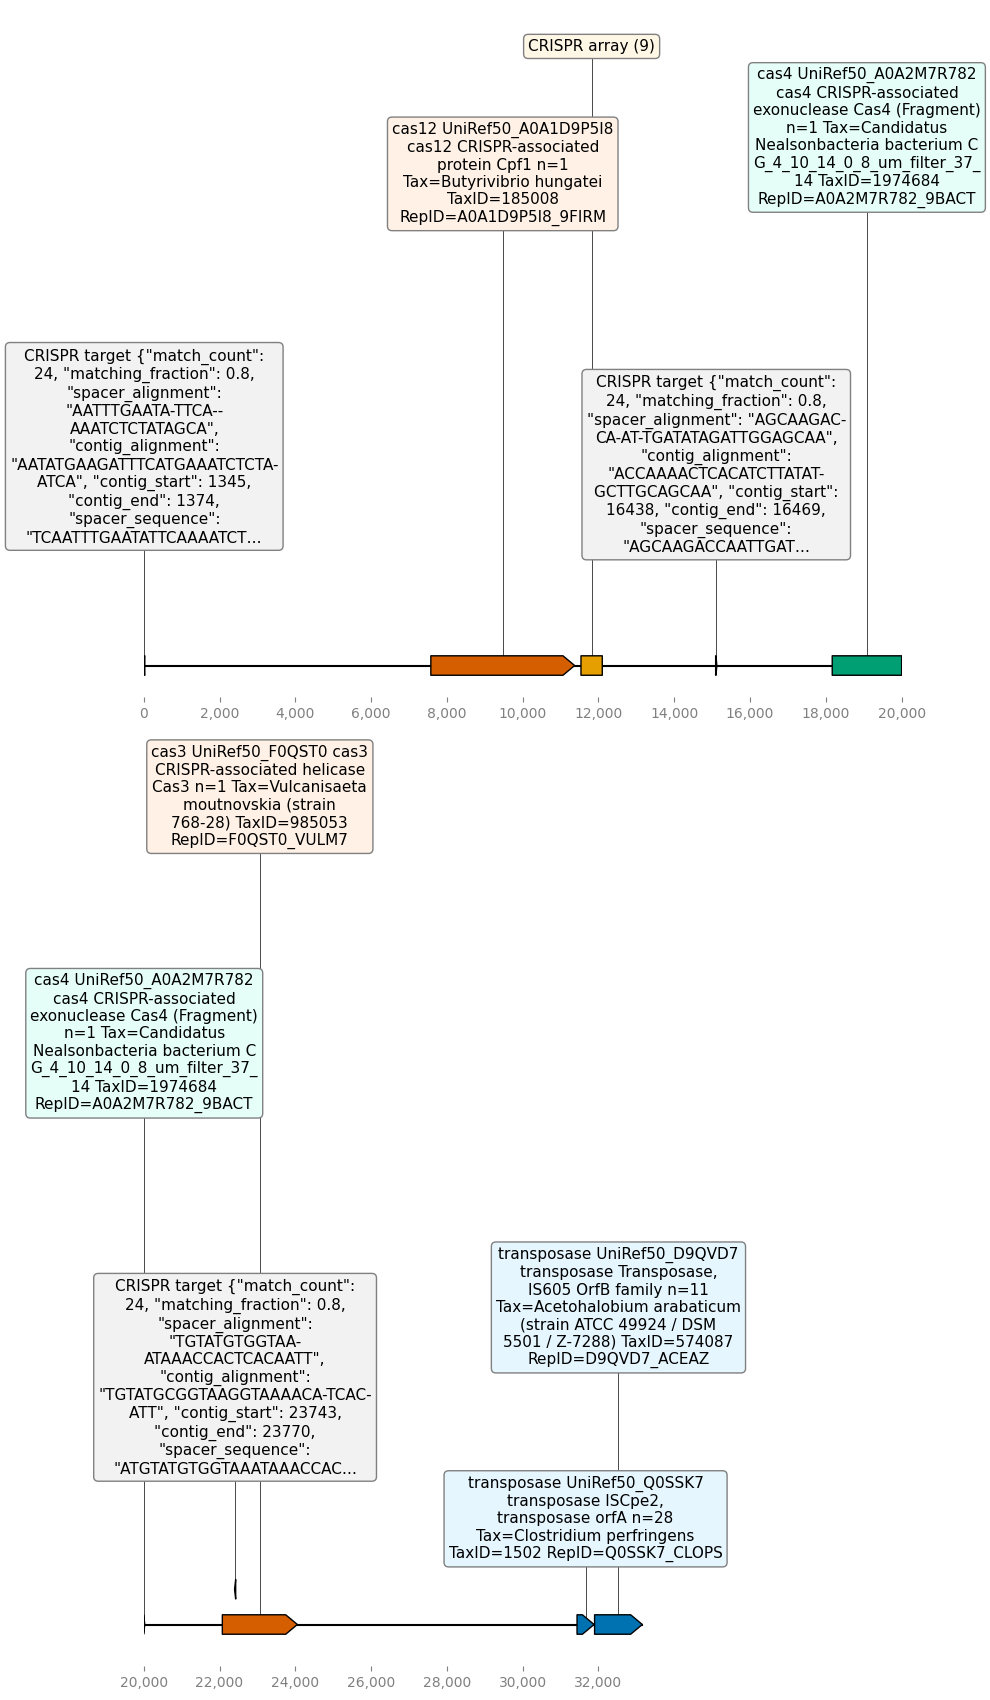 CRISPR array (9)
cas4 UniRef50_A0A2M7R782
cas4 CRISPR-associated
exonuclease Cas4 (Fragment)
n=1 Tax=Candidatus
Nealsonbacteria bacterium C
G_4_10_14_0_8_um_filter_37_
14 TaxID=1974684
RepID=A0A2M7R782_9BACT
cas12 UniRef50_A0A1D9P5I8
cas12 CRISPR-associated
protein Cpf1 n=1
Tax=Butyrivibrio hungatei
TaxID=185008
RepID=A0A1D9P5I8_9FIRM
CRISPR target {"match_count":
24, "matching_fraction": 0.8,
"spacer_alignment":
"AATTTGAATA-TTCA--
AAATCTCTATAGCA",
"contig_alignment":
"AATATGAAGATTTCATGAAATCTCTA-
ATCA", "contig_start": 1345,
"contig_end": 1374,
"spacer_sequence":
"TCAATTTGAATATTCAAAATCT...
CRISPR target {"match_count":
24, "matching_fraction": 0.8,
"spacer_alignment": "AGCAAGAC-
CA-AT-TGATATAGATTGGAGCAA",
"contig_alignment":
"ACCAAAACTCACATCTTATAT-
GCTTGCAGCAA", "contig_start":
16438, "contig_end": 16469,
"spacer_sequence":
"AGCAAGACCAATTGAT...
0 2,000 4,000 6,000 8,000 10,000 12,000 14,000 16,000 18,000 20,000
cas3 UniRef50_F0QST0 cas3
CRISPR-associated helicase
Cas3 n=1 Tax=Vulcanisaeta
moutnovskia (strain
768-28) TaxID=985053
RepID=F0QST0_VULM7
cas4 UniRef50_A0A2M7R782
cas4 CRISPR-associated
exonuclease Cas4 (Fragment)
n=1 Tax=Candidatus
Nealsonbacteria bacterium C
G_4_10_14_0_8_um_filter_37_
14 TaxID=1974684
RepID=A0A2M7R782_9BACT
transposase UniRef50_D9QVD7
transposase Transposase,
IS605 OrfB family n=11
Tax=Acetohalobium arabaticum
(strain ATCC 49924 / DSM
5501 / Z-7288) TaxID=574087
RepID=D9QVD7_ACEAZ
CRISPR target {"match_count":
24, "matching_fraction": 0.8,
"spacer_alignment":
"TGTATGTGGTAA-
ATAAACCACTCACAATT",
"contig_alignment":
"TGTATGCGGTAAGGTAAAACA-TCAC-
ATT", "contig_start": 23743,
"contig_end": 23770,
"spacer_sequence":
"ATGTATGTGGTAAATAAACCAC...
transposase UniRef50_Q0SSK7
transposase ISCpe2,
transposase orfA n=28
Tax=Clostridium perfringens
TaxID=1502 RepID=Q0SSK7_CLOPS
20,000 22,000 24,000 26,000 28,000 30,000 32,000